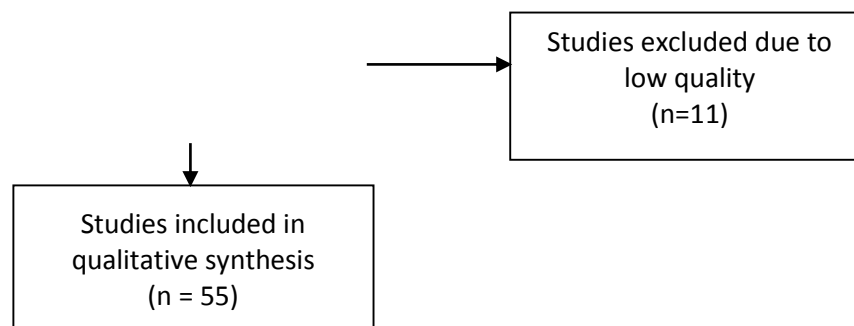 Studies excluded due to
low quality
(n=11)
Studies included in
qualitative synthesis
(n = 55)